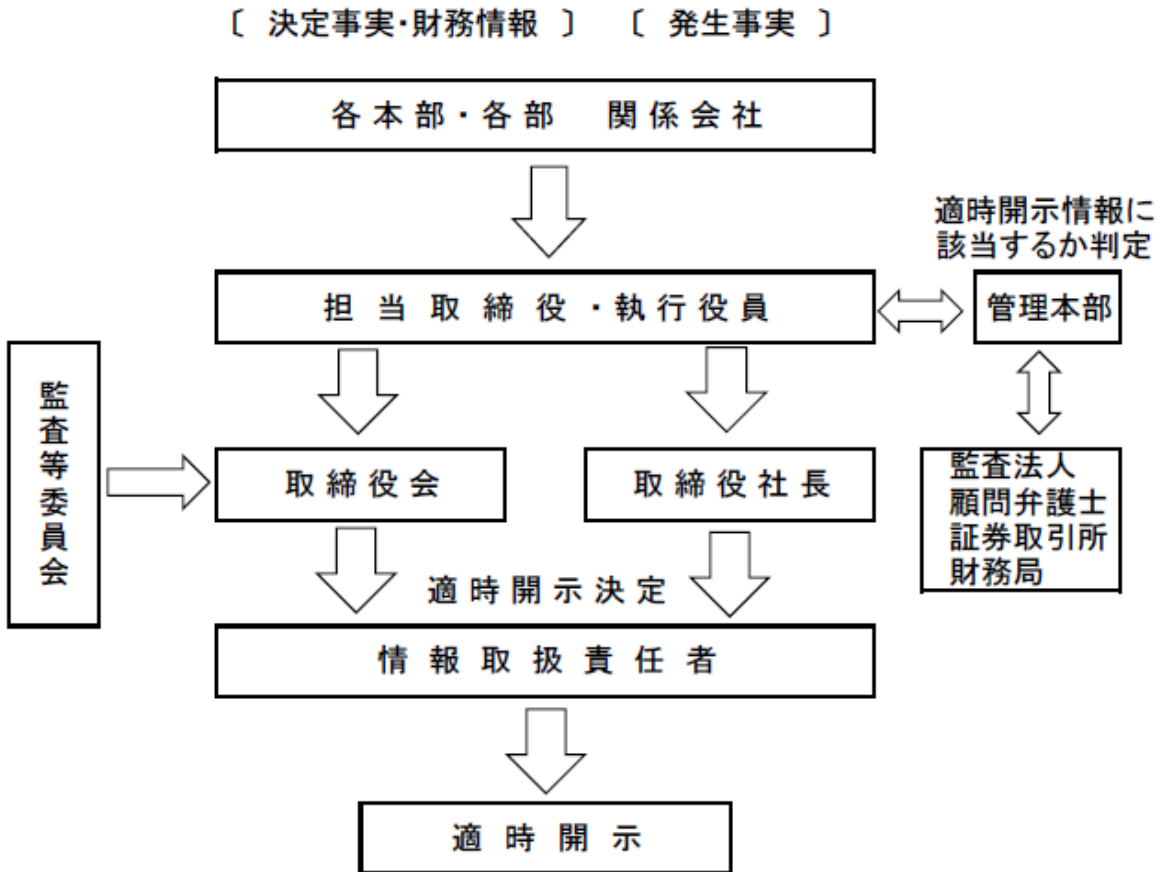 〔 決定事実・財務情報 〕 〔 発生事実 〕
各本部・各部 関係会社
適時開示情報に
該当するか判定
担当取締役・執行役員
管理本部
監査等委員会
取締役会
取締役社長
監査法人
顧問弁護士
証券取引所
財務局
適時開示決定
情報取扱責任者
適時開示